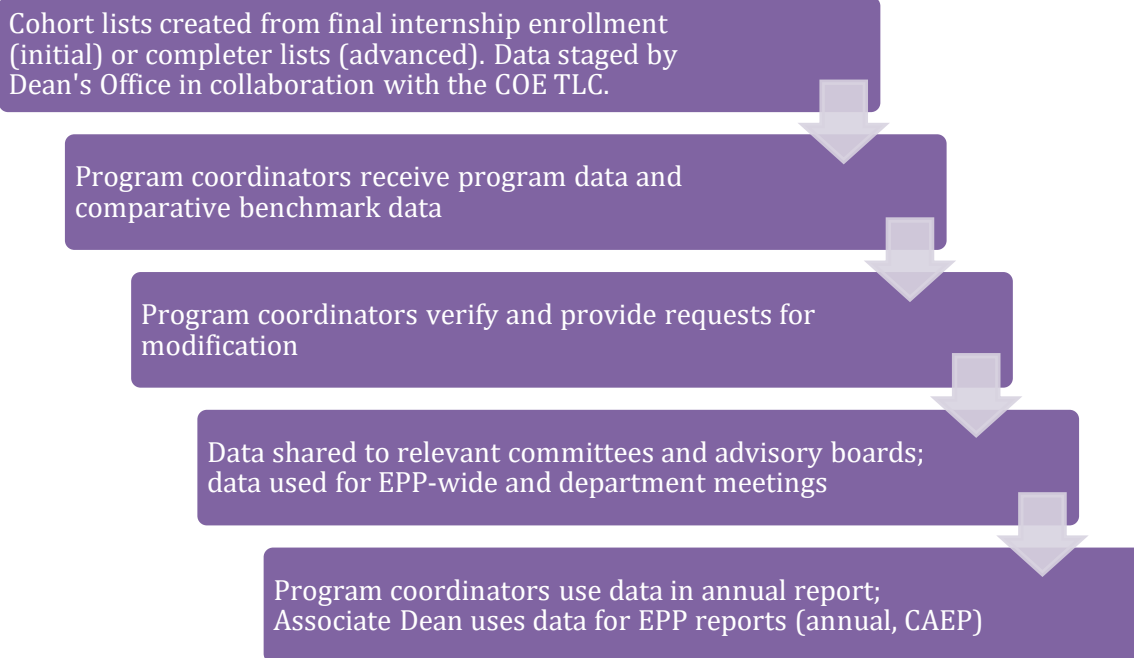 Cohort lists created from final internship enrollment
(initial) or completer lists (advanced). Data staged by
Dean's Office in collaboration with the COE TLC.
Program coordinators receive program data and
comparative benchmark data
Program coordinators verify and provide requests for
modification
Data shared to relevant committees and advisory boards;
data used for EPP-wide and department meetings
Program coordinators use data in annual report;
Associate Dean uses data for EPP reports (annual, CAEP)